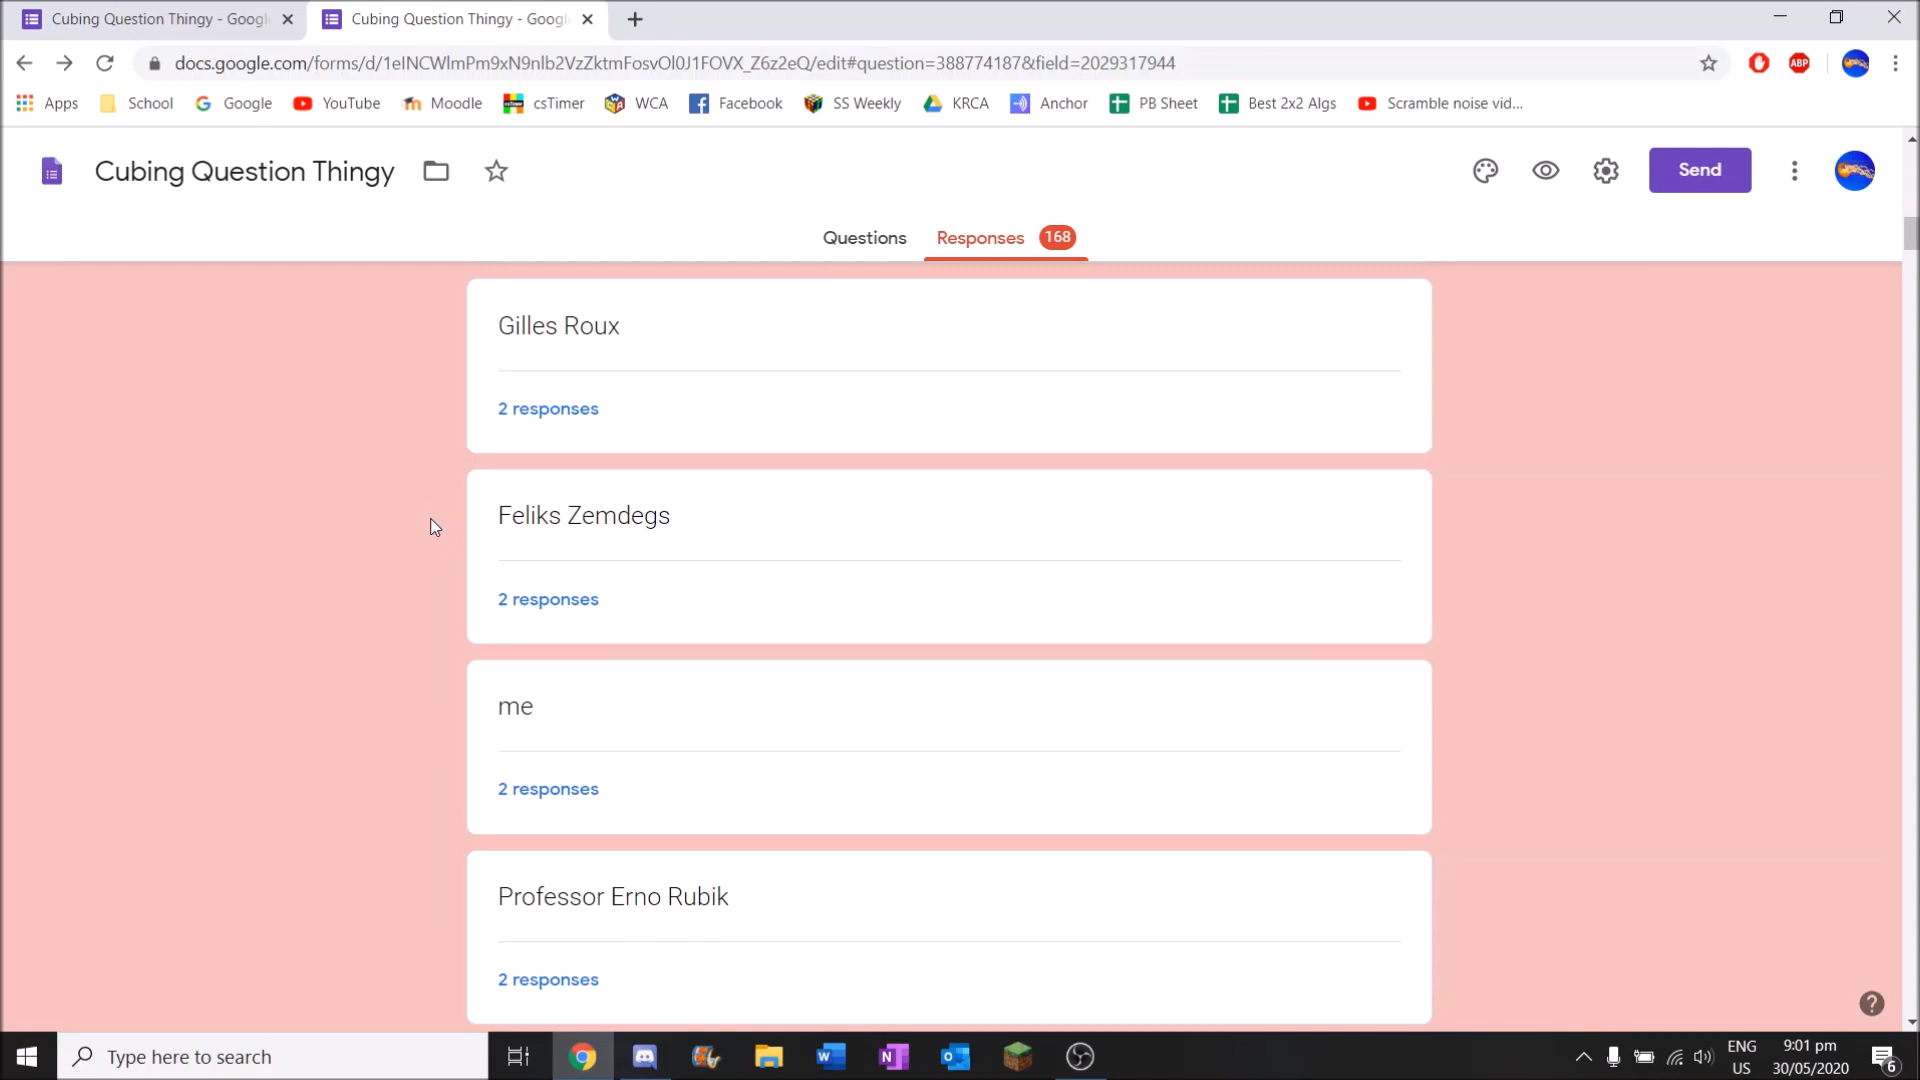 Cubing Question Thingy - Googl
Cubing Question Thingy - Googl
docs.google.com/forms/d/1eINCWlmPm9xN9nlb2VzZktmFosvOl0J1FOVX_Z6z2eQ/edit#question=388774187&field=2029317944
ABP
Apps School Google YouTube Moodle csTimer WCA Facebook SS Weekly KRCA Anchor PB Sheet Best 2x2 Algs Scramble noise vid...
Cubing Question Thingy
Send
Questions Responses 168
Gilles Roux
2 responses
Feliks Zemdegs
2 responses
me
2 responses
Professor Erno Rubik
2 responses
Type here to search
ENG
US
9:01 pm
30/05/2020
6